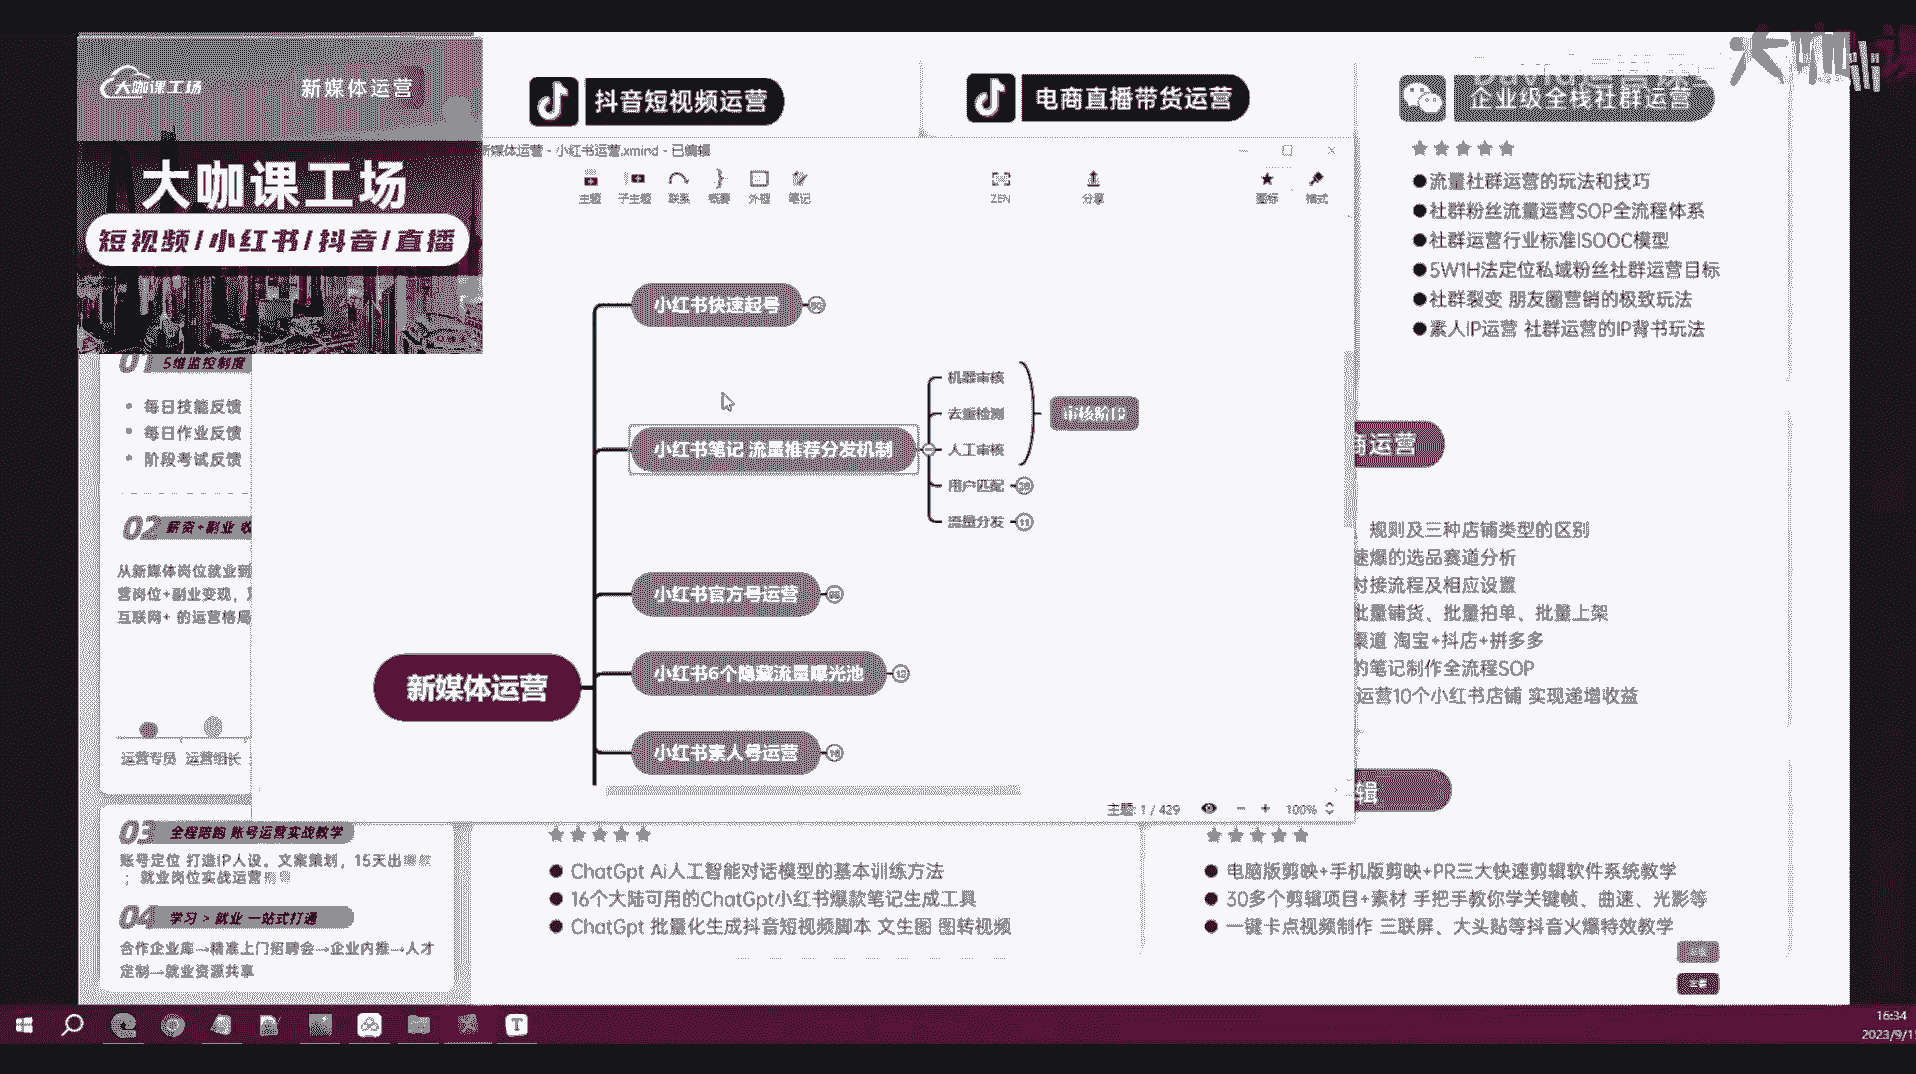 大咖课工场
新媒体运营
大咖课工场
短视频/小红书/抖音/直播
抖音短视频运营
电商直播带货运营
企业级全栈社群运营
大咖
流量社群运营的玩法和技巧
社群粉丝流量运营SOP全流程体系
社群运营行业标准ISOOC模型
5W1H法定位私域粉丝社群运营目标
社群裂变 朋友圈营销的极致玩法
素人IP运营 社群运营的IP背书玩法
新媒体运营 - 小红书运营.xmind - 已编辑
主题
子主题
联系
概要
外框
笔记
ZEN
分享
图标
格式
小红书快速起号
小红书笔记 流量推荐分发机制
机器审核
去重检测
人工审核
用户匹配
流量分发
11
审核阶段
小红书官方号运营
小红书6个隐藏流量曝光池
12
小红书素人号运营
新媒体运营
主题: 1 / 429
100%
01
5维监控制度
每日技能反馈
每日作业反馈
阶段考试反馈
02
薪资+副业 收
从新媒体岗位就业到
营岗位+副业变现,
互联网+ 的运营格局
运营专员
运营组长
03
全程陪跑 账号运营实战教学
账号定位 打造IP人设。文案策划，15天出
；就业岗位实战运营
04
学习 > 就业 一站式打通
合作企业库→精准上门招聘会→企业内推→人才
定制→就业资源共享
商运营
规则及三种店铺类型的区别
速爆的选品赛道分析
对接流程及相应设置
批量铺货、批量拍单、批量上架
渠道 淘宝+抖店+拼多多
的笔记制作全流程SOP
运营10个小红书店铺 实现递增收益
辑
ChatGpt Ai人工智能对话模型的基本训练方法
16个大陆可用的ChatGpt小红书爆款笔记生成工具
ChatGpt 批量化生成抖音短视频脚本 文生图 图转视频
电脑版剪映+手机版剪映+PR三大快速剪辑软件系统教学
30多个剪辑项目+素材 手把手教你学关键帧、曲速、光影等
一键卡点视频制作 三联屏、大头贴等抖音火爆特效教学
16:34
2023/9/1